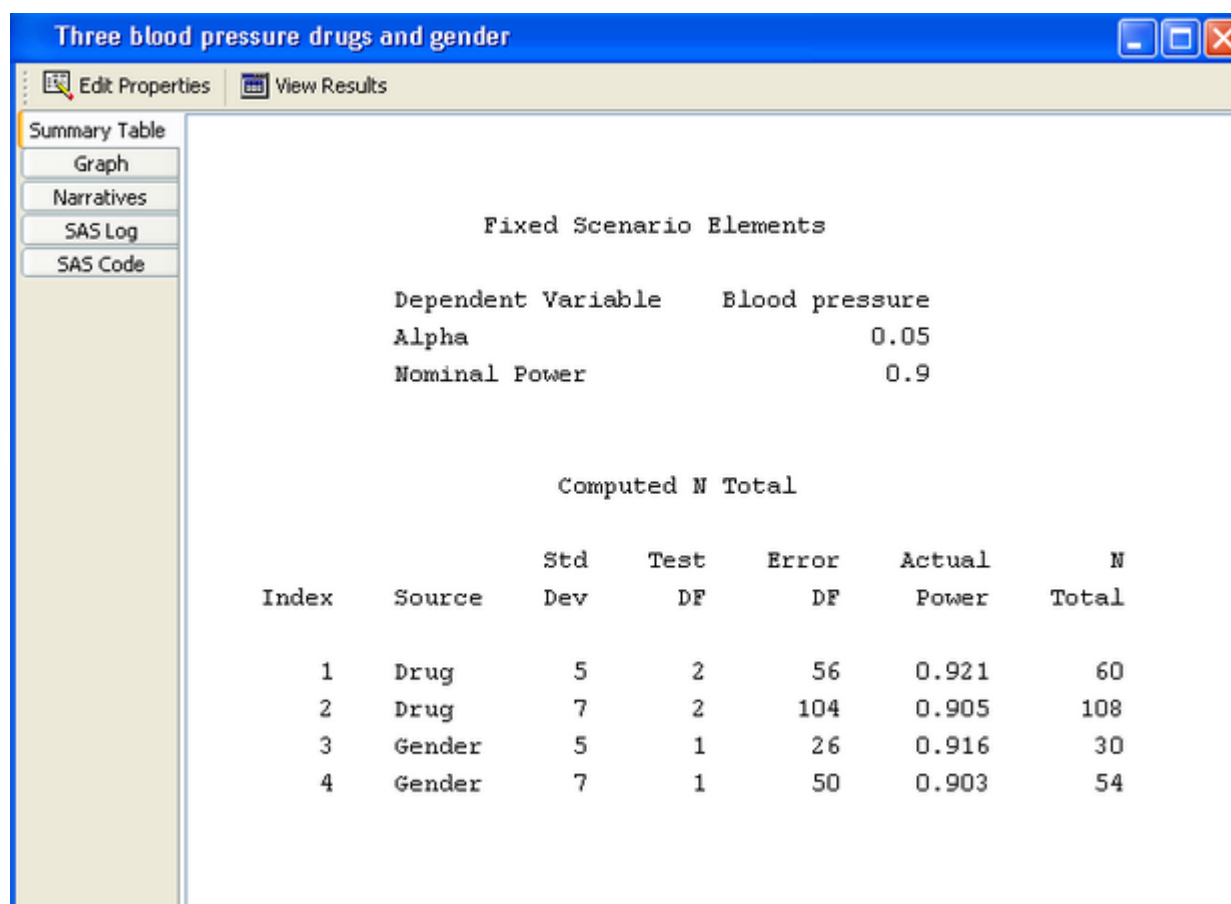 Three blood pressure drugs and gender
Edit Properties View Results
Summary Table
Graph
Narratives
SAS Log
SAS Code
Fixed Scenario Elements
Dependent Variable Blood pressure
Alpha 0.05
Nominal Power 0.9
Computed N Total
Std Test Error Actual N
Index Source Dev DF DF Power Total
1 Drug 5 2 56 0.921 60
2 Drug 7 2 104 0.905 108
3 Gender 5 1 26 0.916 30
4 Gender 7 1 50 0.903 54